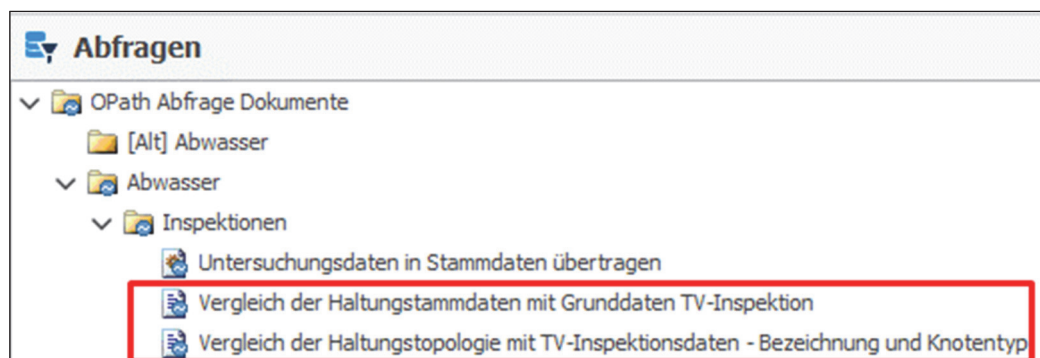 Abfragen
OPath Abfrage Dokumente
[Alt] Abwasser
Abwasser
Inspektionen
Untersuchungsdaten in Stammdaten übertragen
Vergleich der Haltungstammdaten mit Grunddaten TV-Inspektion
Vergleich der Haltungstopologie mit TV-Inspektionsdaten - Bezeichnung und Knotentyp